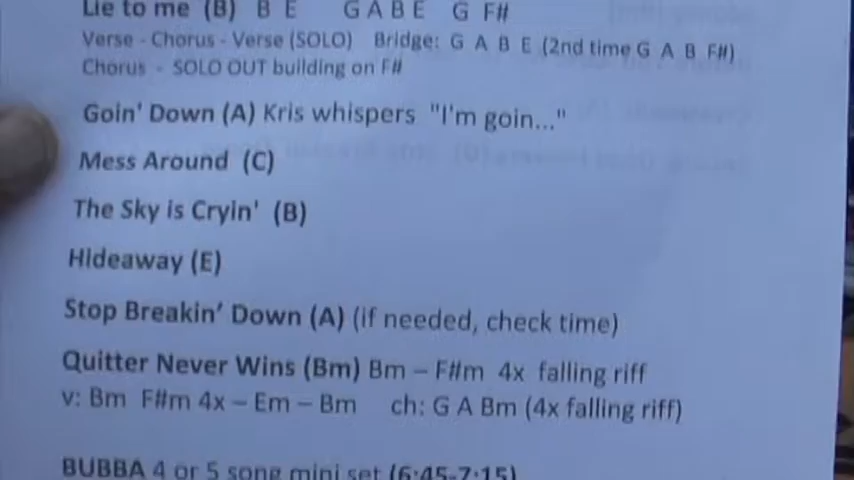 Lie to me (B) B E G A B E G F#
Verse - Chorus - Verse (SOLO) Bridge: G A B E (2nd time G A B F#)
Chorus - SOLO OUT building on F#
Goin' Down (A) Kris whispers "I'm goin..."
Mess Around (C)
The Sky is Cryin' (B)
Hideaway (E)
Stop Breakin' Down (A) (if needed, check time)
Quitter Never Wins (Bm) Bm – F#m 4x falling riff
v: Bm F#m 4x – Em – Bm ch: G A Bm (4x falling riff)
BUBBA 4 or 5 song mini set (6:45-7:15)